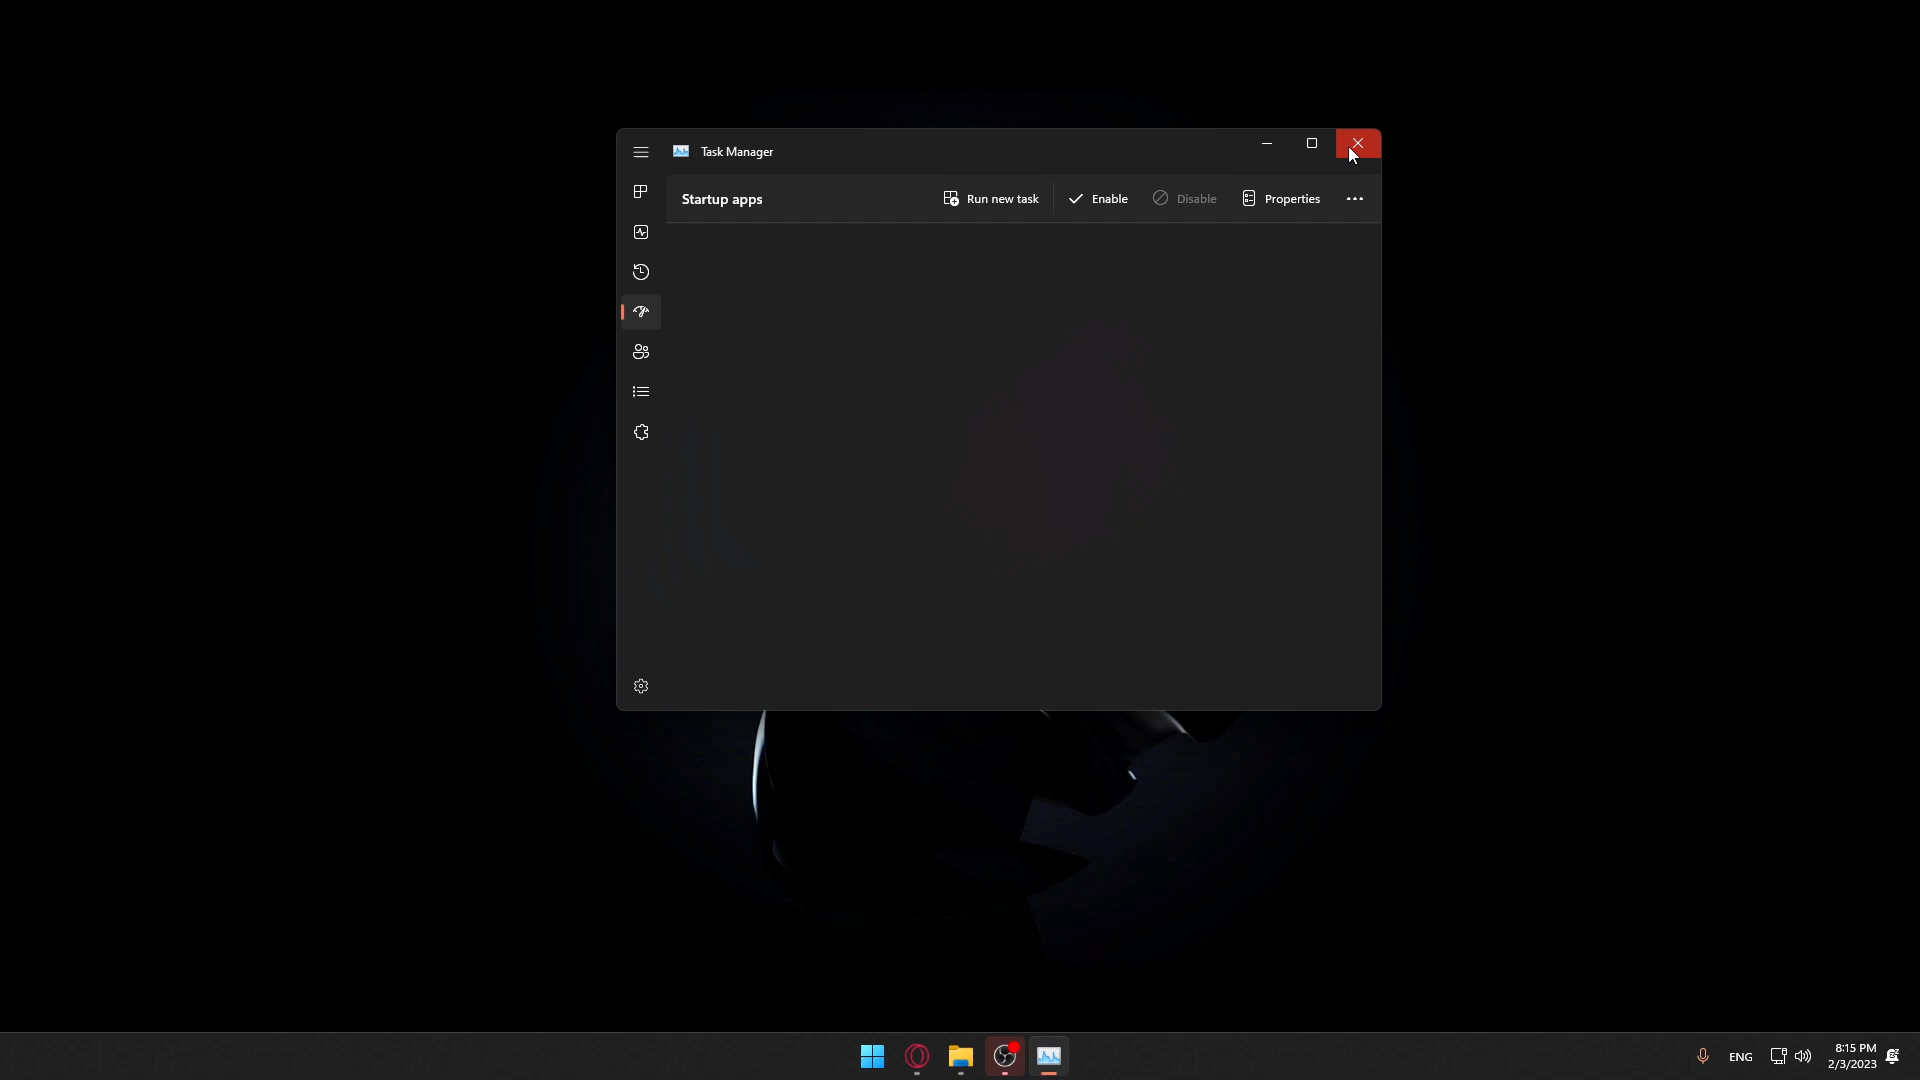 Task Manager
Startup apps
Run new task
Enable
Disable
Properties
ENG
8:15 PM
2/3/2023